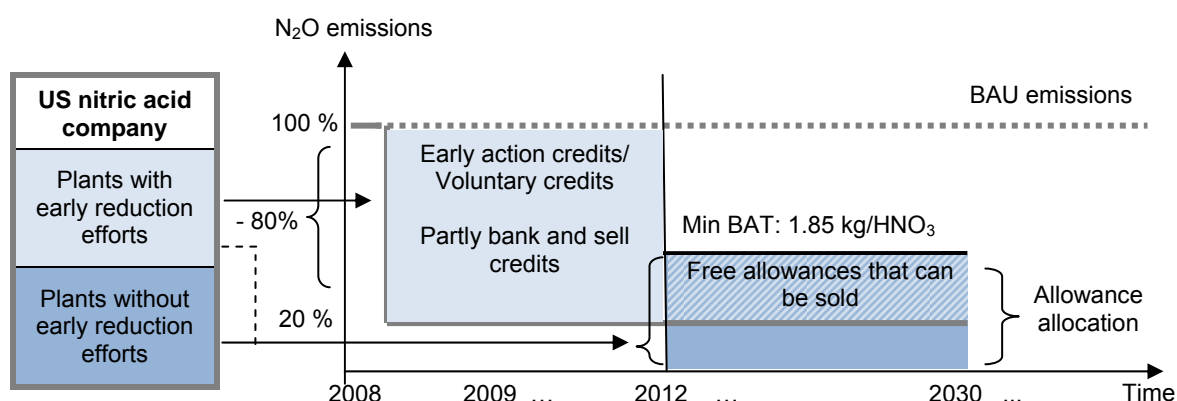 N₂O emissions
US nitric acid
company
Plants with
early reduction
efforts
Plants without
early reduction
efforts
100 %
- 80%
20 %
BAU emissions
Early action credits/
Voluntary credits
Partly bank and sell
credits
Min BAT: 1.85 kg/HNO₃
Free allowances that can
be sold
Allowance
allocation
2008 2009 ... 2012 ... 2030 ... Time